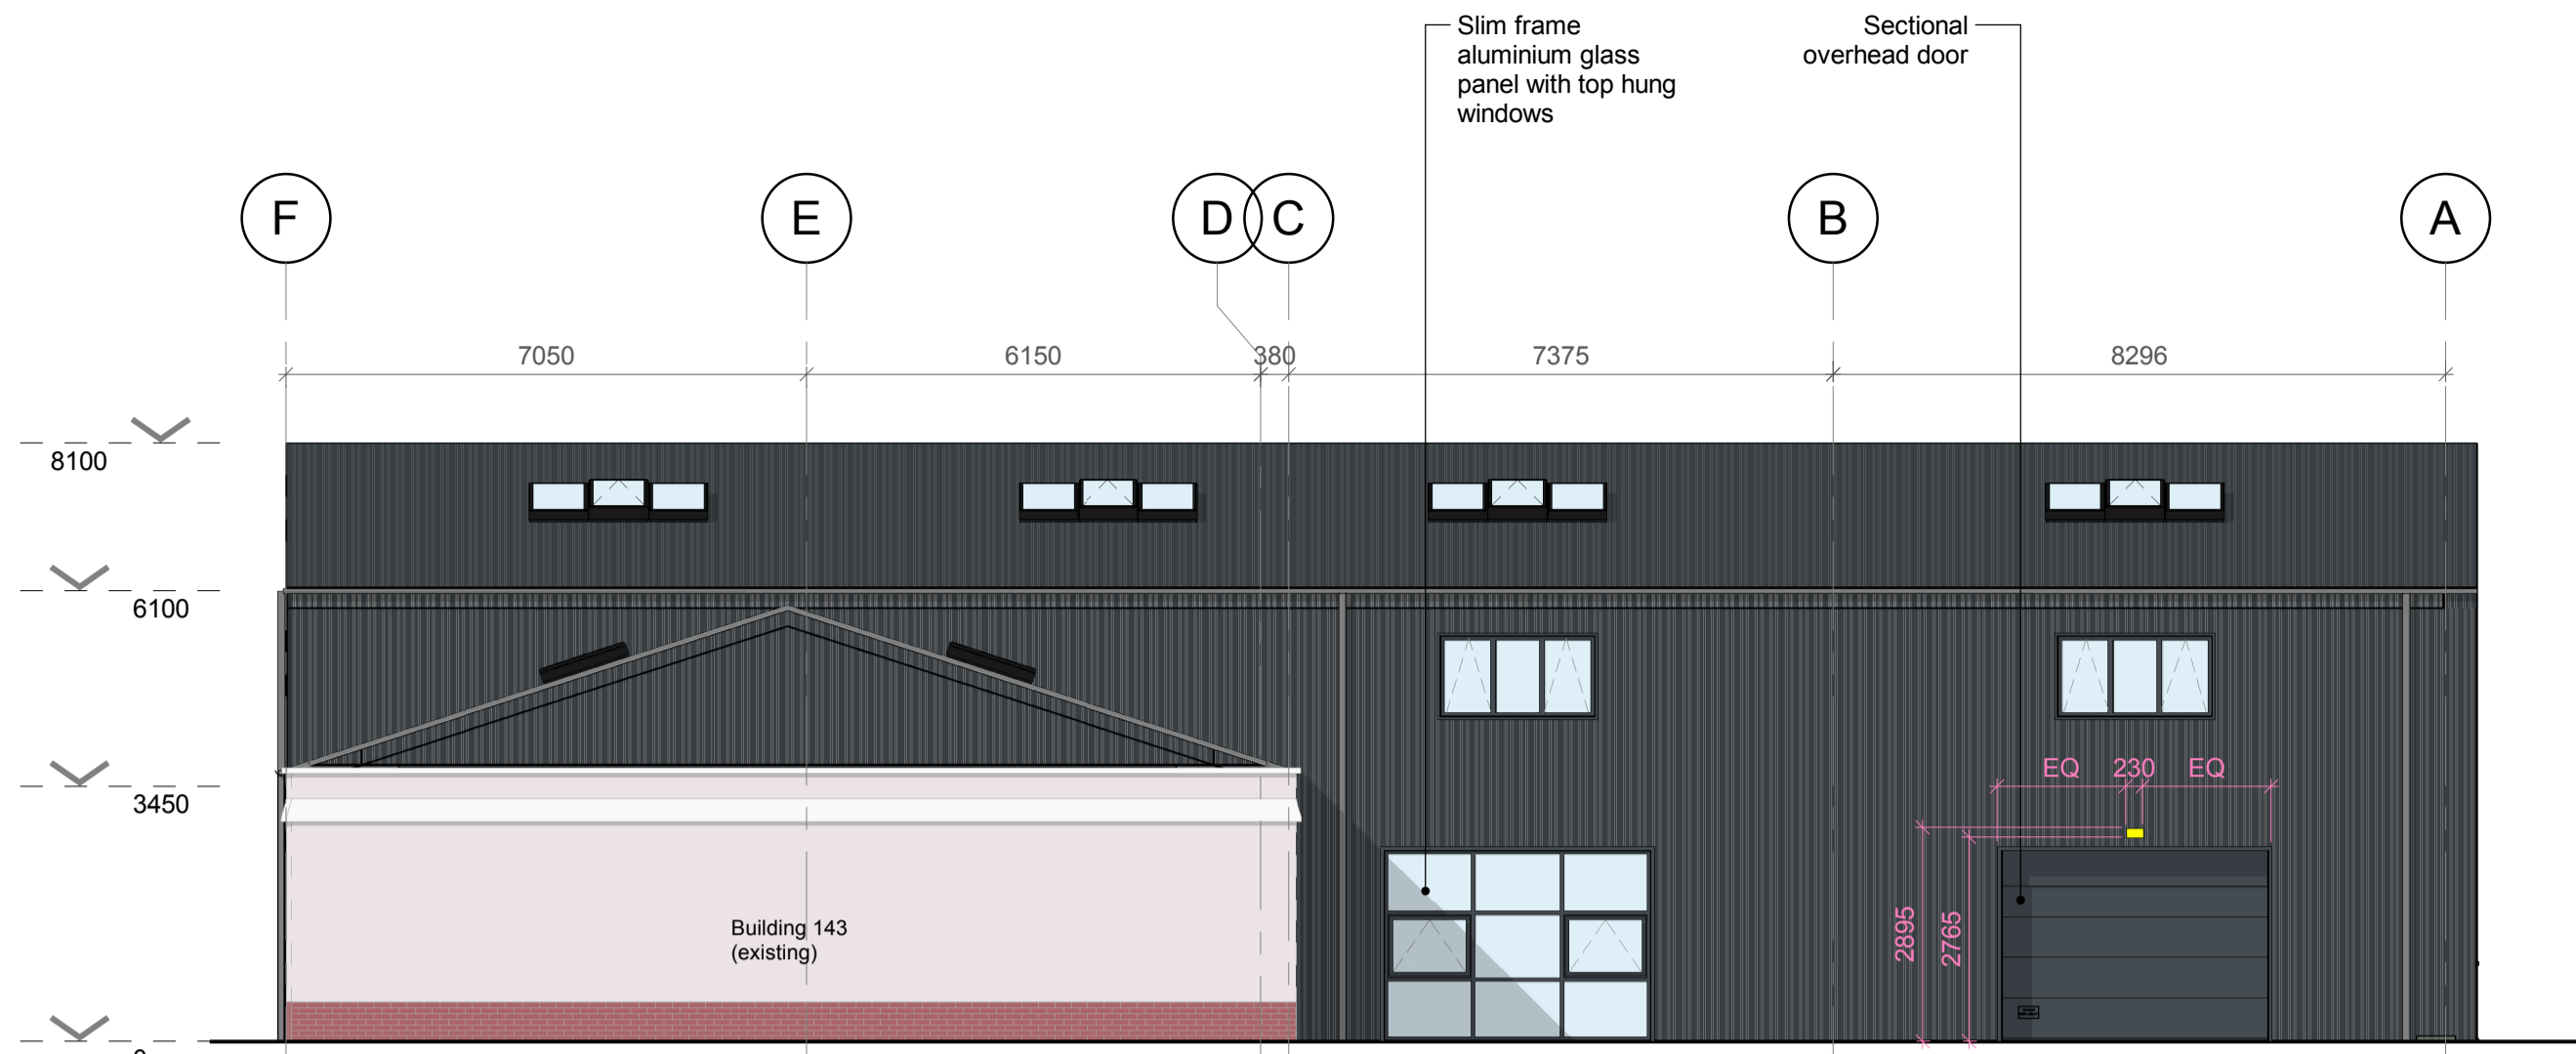 Slim frame
aluminium glass
panel with top hung
windows
Sectional
overhead door
F
E
D
C
B
A
7050
6150
380
7375
8296
8100
6100
3450
EQ
230
EQ
2895
2765
Building 143
(existing)